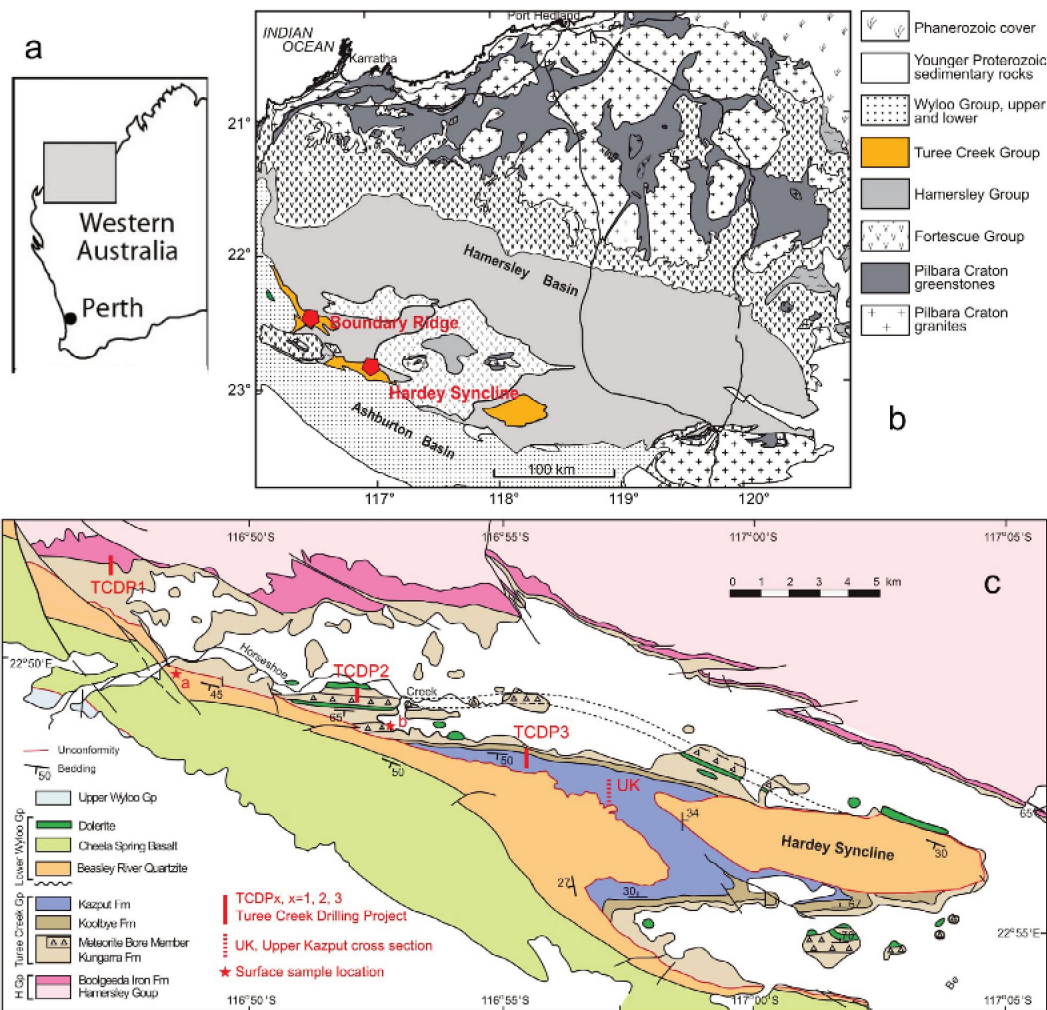 a
Western
Australia
Perth
INDIAN
OCEAN
Port Hedland
Karratha
21°
22°
23°
Hamersley
Basin
Boundary Ridge
Hardey Syncline
Ashburton
Basin
100 km
117°
118°
119°
120°
b
Phanerozoic cover
Younger Proterozoic
sedimentary rocks
Wyloo Group, upper
and lower
Turee Creek Group
Hamersley Group
Fortescue Group
Pilbara Craton
greenstones
Pilbara Craton
granites
116°50'S
116°55'S
117°00'S
117°05'S
c
0 1 2 3 4 5 km
TCDP1
22°50'E
Horseshoe
Creek
TCDP2
TCDP3
a
b
45
65
50
50
UK
34
Hardey Syncline
30
65
27
30
57
22°55'E
Be
Unconformity
50 Bedding
Upper Wyloo Gp
Lower Wyloo Gp
Dolerite
Cheela Spring Basalt
Beasley River Quartzite
Turee Creek Gp
Kazput Fm
Koolbye Fm
Meteorite Bore Member
Kungarra Fm
H Gp
Boolgeeda Iron Fm
Hamersley Goup
TCDPx, x=1, 2, 3
Turee Creek Drilling Project
UK, Upper Kazput cross section
Surface sample location
116°50'S
116°55'S
117°00'S
117°05'S